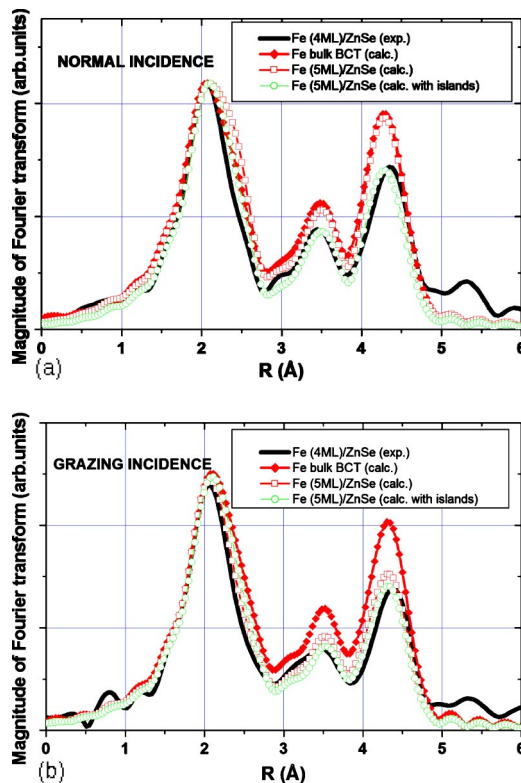 NORMAL INCIDENCE
Fe (4ML)/ZnSe (exp.)
Fe bulk BCT (calc.)
Fe (5ML)/ZnSe (calc.)
Fe (5ML)/ZnSe (calc. with islands)
Magnitude of Fourier transform (arb.units)
0 1 2 3 4 5 6
R (Å)
(a)
GRAZING INCIDENCE
Fe (4ML)/ZnSe (exp.)
Fe bulk BCT (calc.)
Fe (5ML)/ZnSe (calc.)
Fe (5ML)/ZnSe (calc. with islands)
Magnitude of Fourier transform (arb.units)
0 1 2 3 4 5 6
R (Å)
(b)